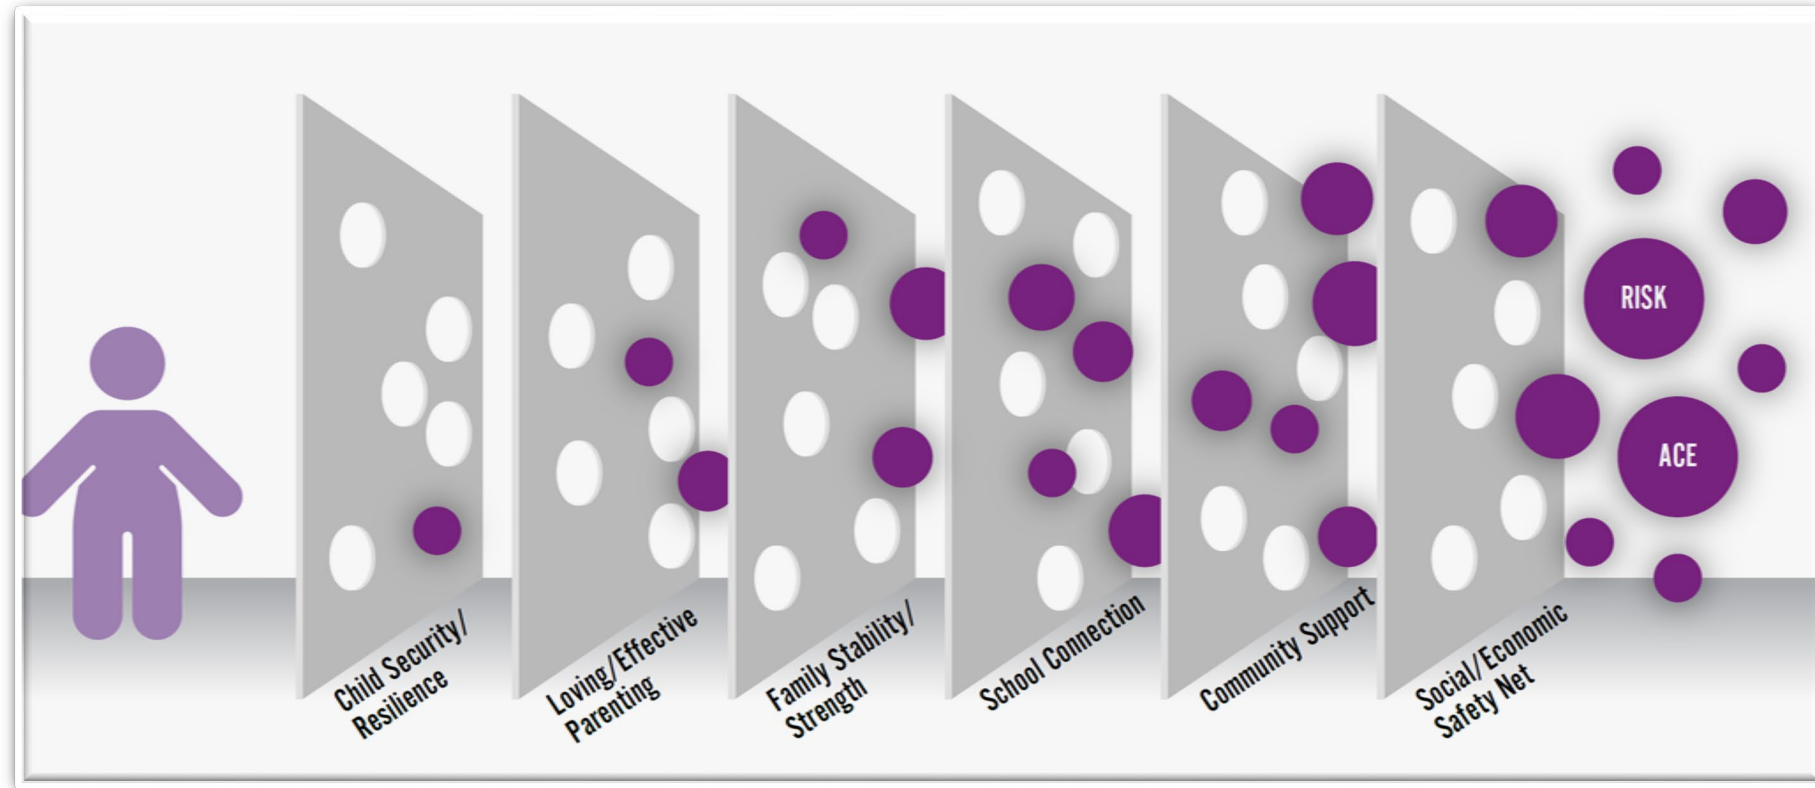 RISK
ACE
Child Security/
Resilience
Loving/Effective
Parenting
Family Stability/
Strength
School Connection
Community Support
Social/Economic
Safety Net